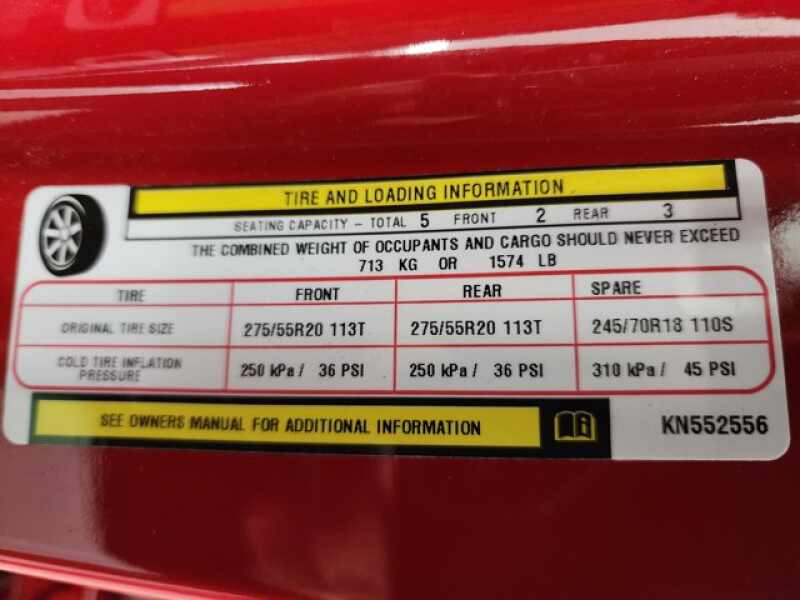 TIRE AND LOADING INFORMATION
SEATING CAPACITY – TOTAL 5 FRONT 2 REAR 3
THE COMBINED WEIGHT OF OCCUPANTS AND CARGO SHOULD NEVER EXCEED
713 KG OR 1574 LB
TIRE FRONT REAR SPARE
ORIGINAL TIRE SIZE 275/55R20 113T 275/55R20 113T 245/70R18 110S
COLD TIRE INFLATION PRESSURE 250 kPa / 36 PSI 250 kPa / 36 PSI 310 kPa / 45 PSI
SEE OWNERS MANUAL FOR ADDITIONAL INFORMATION KN552556